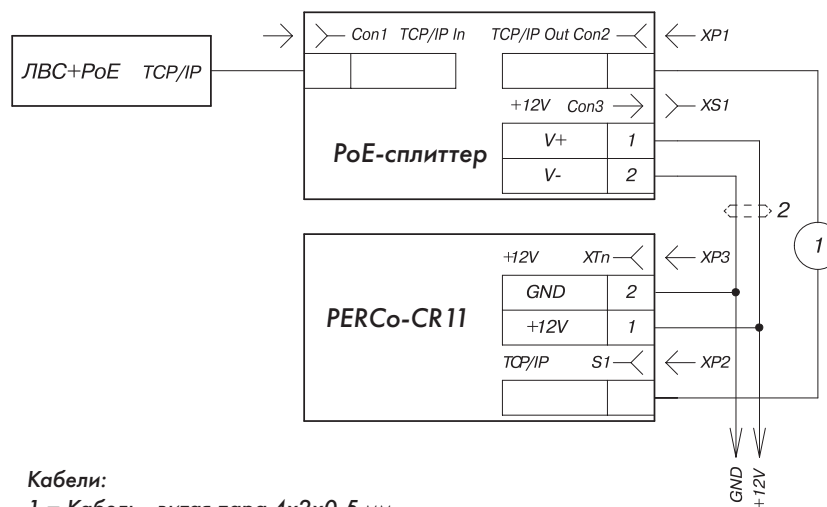 ЛВС+PoE TCP/IP
Con1 TCP/IP In TCP/IP Out Con2 XP1
+12V Con3 XS1
PoE-сплиттер
V+ 1
V- 2
2
1
+12V XTn XP3
PERCo-CR11
GND 2
+12V 1
TCP/IP S1 XP2
GND
+12V
Кабели: